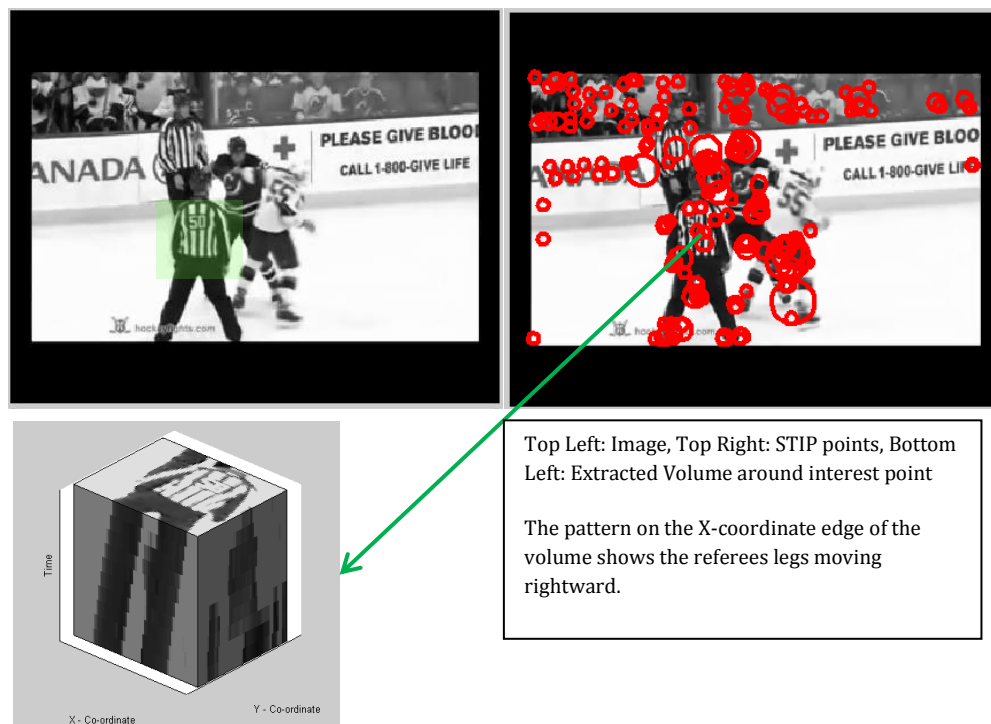 PLEASE GIVE BLOO
ANADA
CALL 1-800-GIVE LIFE
50
hockeyfights.com
PLEASE GIVE BLOO
ANADA
CALL 1-800-GIVE LIF
55
Top Left: Image, Top Right: STIP points, Bottom
Left: Extracted Volume around interest point
The pattern on the X-coordinate edge of the
volume shows the referees legs moving
rightward.
Time
X - Co-ordinate
Y - Co-ordinate